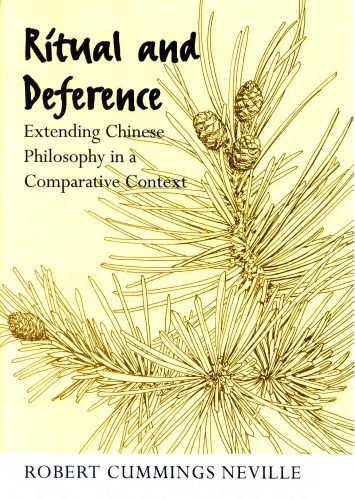 Ritual and
Deference
Extending Chinese
Philosophy in a
Comparative Context
ROBERT CUMMINGS NEVILLE